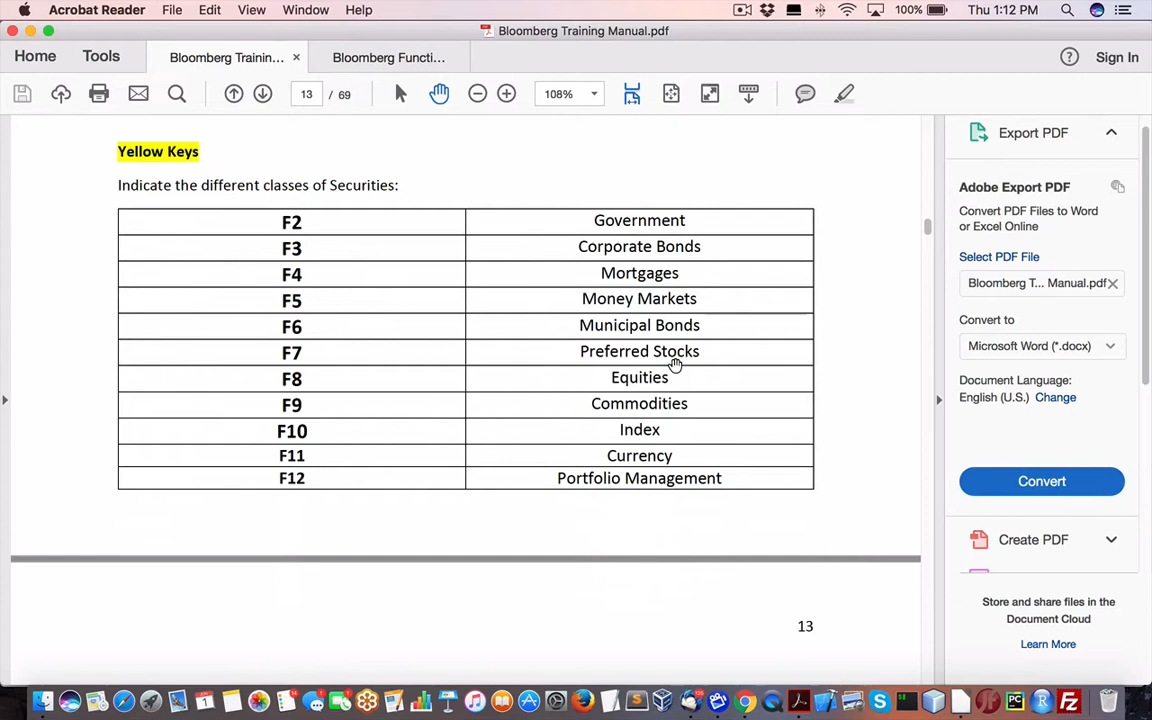 Acrobat Reader File Edit View Window Help 100% Thu 1:12 PM
Bloomberg Training Manual.pdf
Home Tools Bloomberg Trainin... × Bloomberg Functi... Sign In
13 / 69 108%
Yellow Keys
Indicate the different classes of Securities:
F2 Government
F3 Corporate Bonds
F4 Mortgages
F5 Money Markets
F6 Municipal Bonds
F7 Preferred Stocks
F8 Equities
F9 Commodities
F10 Index
F11 Currency
F12 Portfolio Management
13
Export PDF
Adobe Export PDF
Convert PDF Files to Word
or Excel Online
Select PDF File
Bloomberg T... Manual.pdf
Convert to
Microsoft Word (*.docx)
Document Language:
English (U.S.) Change
Convert
Create PDF
Store and share files in the
Document Cloud
Learn More